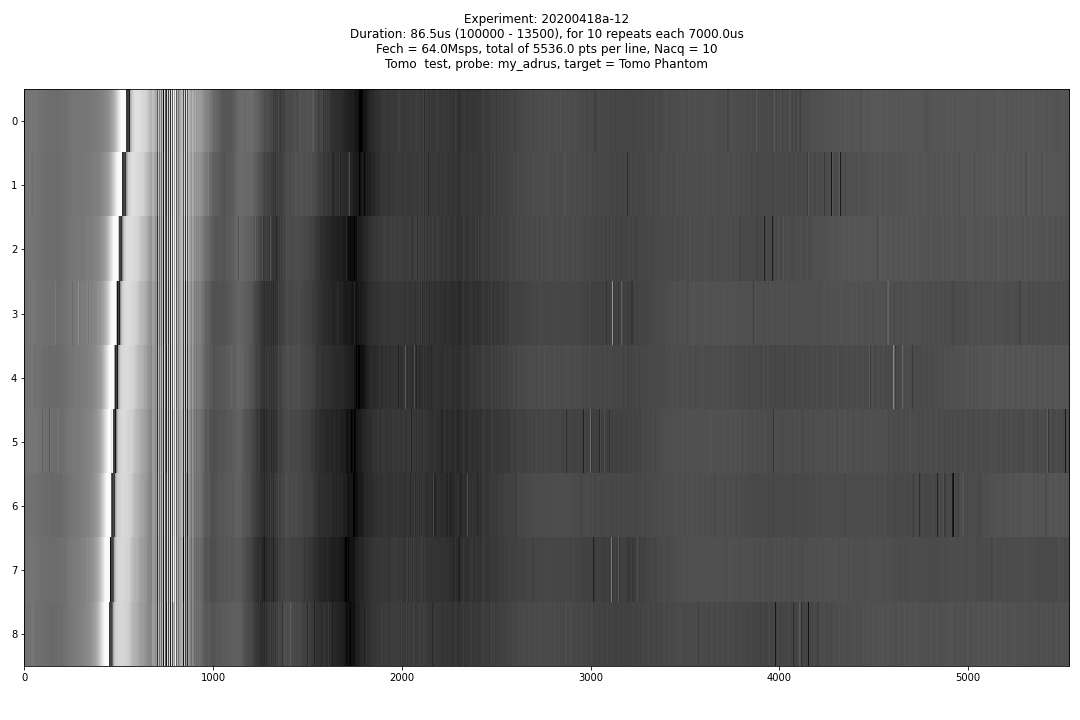 Experiment: 20200418a-12
Duration: 86.5us (100000 - 13500), for 10 repeats each 7000.0us
Fech = 64.0Msps, total of 5536.0 pts per line, Nacq = 10
Tomo  test, probe: my_adrus, target = Tomo Phantom
0
1
2
3
4
5
6
7
8
0 1000 2000 3000 4000 5000